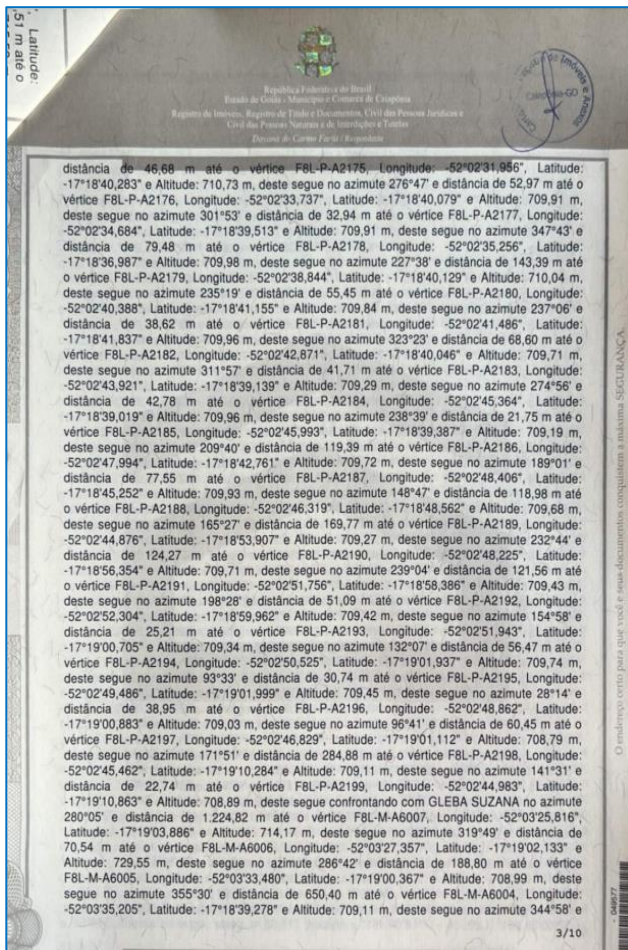 , Latitude:
,51 m até o
República Federativa do Brasil
Estado de Goiás - Município e Comarca de Caiapônia
Registro de Imóveis, Registro de Título e Documentos, Civil das Pessoas Jurídicas e
Civil das Pessoas Naturais e de Interdições e Tutelas
Dayana do Carmo Faria / Respondente
de Imóveis e Anexos
Caiapônia-GO
distância de 46,68 m até o vértice F8L-P-A2175, Longitude: -52°02'31,956", Latitude:
-17°18'40,283" e Altitude: 710,73 m, deste segue no azimute 276°47' e distância de 52,97 m até o
vértice F8L-P-A2176, Longitude: -52°02'33,737", Latitude: -17°18'40,079" e Altitude: 709,91 m,
deste segue no azimute 301°53' e distância de 32,94 m até o vértice F8L-P-A2177, Longitude:
-52°02'34,684", Latitude: -17°18'39,513" e Altitude: 709,91 m, deste segue no azimute 347°43' e
distância de 79,48 m até o vértice F8L-P-A2178, Longitude: -52°02'35,256", Latitude:
-17°18'36,987" e Altitude: 709,98 m, deste segue no azimute 227°38' e distância de 143,39 m até
o vértice F8L-P-A2179, Longitude: -52°02'38,844", Latitude: -17°18'40,129" e Altitude: 710,04 m,
deste segue no azimute 235°19' e distância de 55,45 m até o vértice F8L-P-A2180, Longitude:
-52°02'40,388", Latitude: -17°18'41,155" e Altitude: 709,84 m, deste segue no azimute 237°06' e
distância de 38,62 m até o vértice F8L-P-A2181, Longitude: -52°02'41,486", Latitude:
-17°18'41,837" e Altitude: 709,96 m, deste segue no azimute 323°23' e distância de 68,60 m até o
vértice F8L-P-A2182, Longitude: -52°02'42,871", Latitude: -17°18'40,046" e Altitude: 709,71 m,
deste segue no azimute 311°57' e distância de 41,71 m até o vértice F8L-P-A2183, Longitude:
-52°02'43,921", Latitude: -17°18'39,139" e Altitude: 709,29 m, deste segue no azimute 274°56' e
distância de 42,78 m até o vértice F8L-P-A2184, Longitude: -52°02'45,364", Latitude:
-17°18'39,019" e Altitude: 709,96 m, deste segue no azimute 238°39' e distância de 21,75 m até o
vértice F8L-P-A2185, Longitude: -52°02'45,993", Latitude: -17°18'39,387" e Altitude: 709,19 m,
deste segue no azimute 209°40' e distância de 119,39 m até o vértice F8L-P-A2186, Longitude:
-52°02'47,994", Latitude: -17°18'42,761" e Altitude: 709,72 m, deste segue no azimute 189°01' e
distância de 77,55 m até o vértice F8L-P-A2187, Longitude: -52°02'48,406", Latitude:
-17°18'45,252" e Altitude: 709,93 m, deste segue no azimute 148°47' e distância de 118,98 m até
o vértice F8L-P-A2188, Longitude: -52°02'46,319", Latitude: -17°18'48,562" e Altitude: 709,68 m,
deste segue no azimute 165°27' e distância de 169,77 m até o vértice F8L-P-A2189, Longitude:
-52°02'44,876", Latitude: -17°18'53,907" e Altitude: 709,27 m, deste segue no azimute 232°44' e
distância de 124,27 m até o vértice F8L-P-A2190, Longitude: -52°02'48,225", Latitude:
-17°18'56,354" e Altitude: 709,71 m, deste segue no azimute 239°04' e distância de 121,56 m até
o vértice F8L-P-A2191, Longitude: -52°02'51,756", Latitude: -17°18'58,386" e Altitude: 709,43 m,
deste segue no azimute 198°28' e distância de 51,09 m até o vértice F8L-P-A2192, Longitude:
-52°02'52,304", Latitude: -17°18'59,962" e Altitude: 709,42 m, deste segue no azimute 154°58' e
distância de 25,21 m até o vértice F8L-P-A2193, Longitude: -52°02'51,943", Latitude:
-17°19'00,705" e Altitude: 709,34 m, deste segue no azimute 132°07' e distância de 56,47 m até o
vértice F8L-P-A2194, Longitude: -52°02'50,525", Latitude: -17°19'01,937" e Altitude: 709,74 m,
deste segue no azimute 93°33' e distância de 30,74 m até o vértice F8L-P-A2195, Longitude:
-52°02'49,486", Latitude: -17°19'01,999" e Altitude: 709,45 m, deste segue no azimute 28°14' e
distância de 38,95 m até o vértice F8L-P-A2196, Longitude: -52°02'48,862", Latitude:
-17°19'00,883" e Altitude: 709,03 m, deste segue no azimute 96°41' e distância de 60,45 m até o
vértice F8L-P-A2197, Longitude: -52°02'46,829", Latitude: -17°19'01,112" e Altitude: 708,79 m,
deste segue no azimute 171°51' e distância de 284,88 m até o vértice F8L-P-A2198, Longitude:
-52°02'45,462", Latitude: -17°19'10,284" e Altitude: 709,11 m, deste segue no azimute 141°31' e
distância de 22,74 m até o vértice F8L-P-A2199, Longitude: -52°02'44,983", Latitude:
-17°19'10,863" e Altitude: 708,89 m, deste segue confrontando com GLEBA SUZANA no azimute
280°05' e distância de 1.224,82 m até o vértice F8L-M-A6007, Longitude: -52°03'25,816",
Latitude: -17°19'03,886" e Altitude: 714,17 m, deste segue no azimute 319°49' e distância de
70,54 m até o vértice F8L-M-A6006, Longitude: -52°03'27,357", Latitude: -17°19'02,133" e
Altitude: 729,55 m, deste segue no azimute 286°42' e distância de 188,80 m até o vértice
F8L-M-A6005, Longitude: -52°03'33,480", Latitude: -17°19'00,367" e Altitude: 708,99 m, deste
segue no azimute 355°30' e distância de 650,40 m até o vértice F8L-M-A6004, Longitude:
-52°03'35,205", Latitude: -17°18'39,278" e Altitude: 709,11 m, deste segue no azimute 344°58' e
3/10
O endereço certo para que você e seus documentos conquistem a máxima SEGURANÇA
- 049577